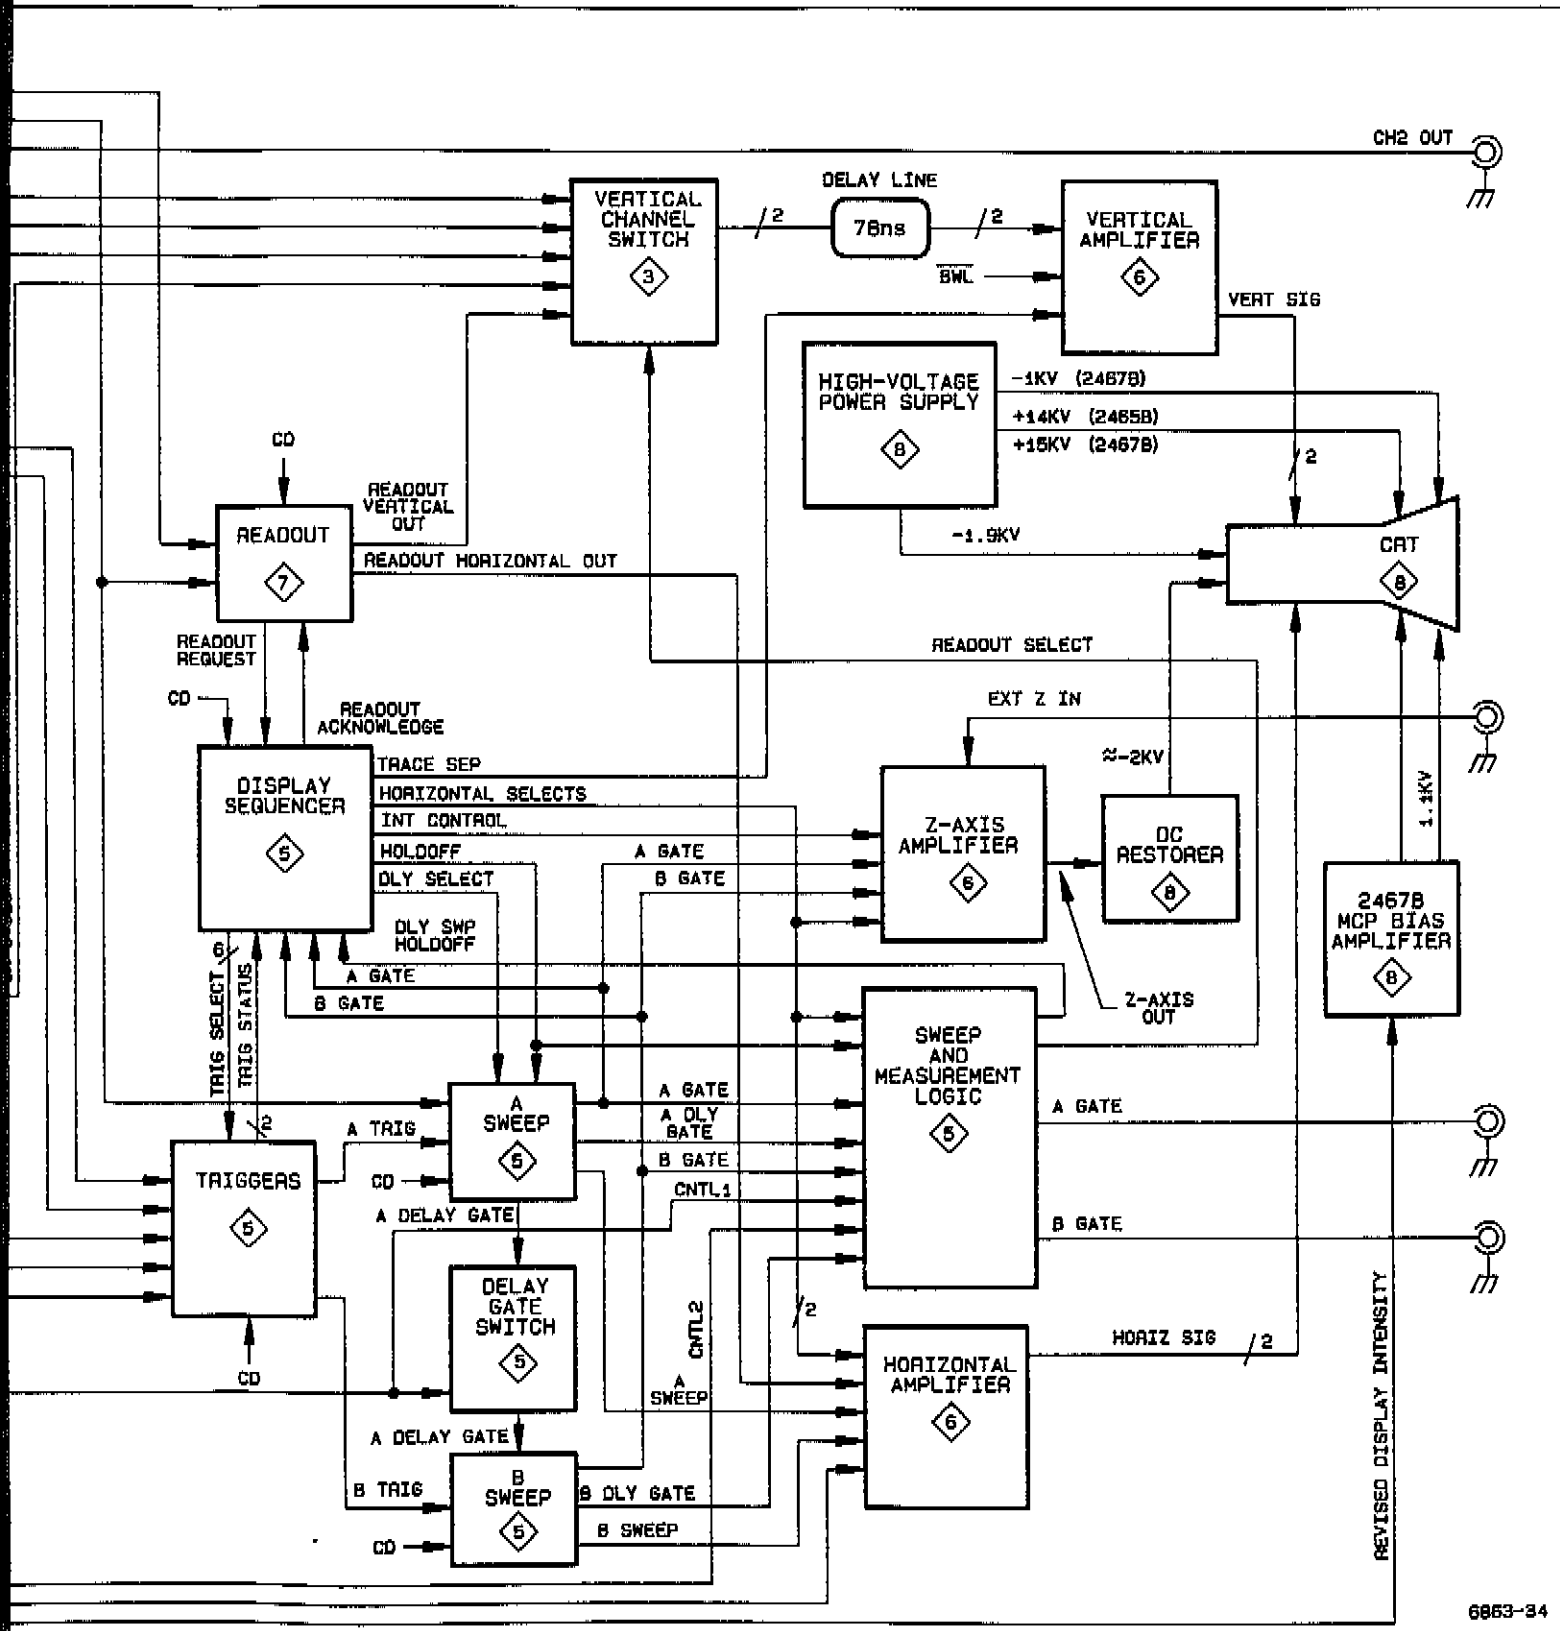 CH2 OUT
DELAY LINE
VERTICAL
CHANNEL
SWITCH
3
2
78ns
2
VERTICAL
AMPLIFIER
6
BWL
VERT SIG
HIGH-VOLTAGE
POWER SUPPLY
8
-1KV (2467B)
+14KV (2465B)
+15KV (2467B)
2
CD
READOUT
VERTICAL
OUT
READOUT
7
READOUT HORIZONTAL OUT
-1.9KV
CRT
8
READOUT
REQUEST
READOUT SELECT
CD
READOUT
ACKNOWLEDGE
EXT Z IN
≈-2KV
1.1KV
DISPLAY
SEQUENCER
5
TRACE SEP
HORIZONTAL SELECTS
INT CONTROL
HOLDOFF
DLY SELECT
A GATE
B GATE
Z-AXIS
AMPLIFIER
6
DC
RESTORER
8
2467B
MCP BIAS
AMPLIFIER
8
DLY SWP
HOLDOFF
6
A GATE
B GATE
TRIG SELECT
TRIG STATUS
2
Z-AXIS
OUT
SWEEP
AND
MEASUREMENT
LOGIC
5
A
SWEEP
5
A GATE
A DLY
GATE
B GATE
CNTL1
A TRIG
CD
A GATE
TRIGGERS
5
CD
A DELAY GATE
B GATE
DELAY
GATE
SWITCH
5
CNTL2
2
HORIZONTAL
AMPLIFIER
6
HORIZ SIG
2
A
SWEEP
A DELAY GATE
B
SWEEP
5
B TRIG
CD
B DLY GATE
B SWEEP
REVISED DISPLAY INTENSITY
6863-34